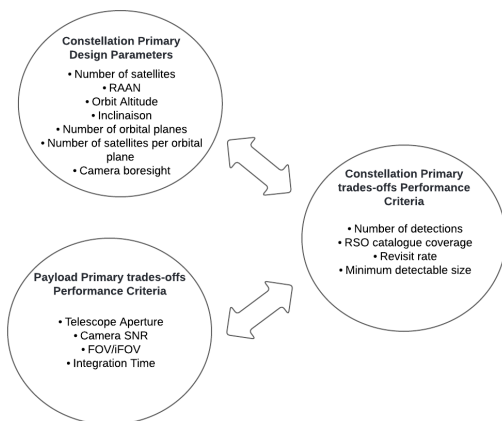 Constellation Primary
Design Parameters
• Number of satellites
• RAAN
• Orbit Altitude
• Inclinaison
• Number of orbital planes
• Number of satellites per orbital
plane
• Camera boresight
Constellation Primary
trades-offs Performance
Criteria
• Number of detections
• RSO catalogue coverage
• Revisit rate
• Minimum detectable size
Payload Primary trades-offs
Performance Criteria
• Telescope Aperture
• Camera SNR
• FOV/iFOV
• Integration Time